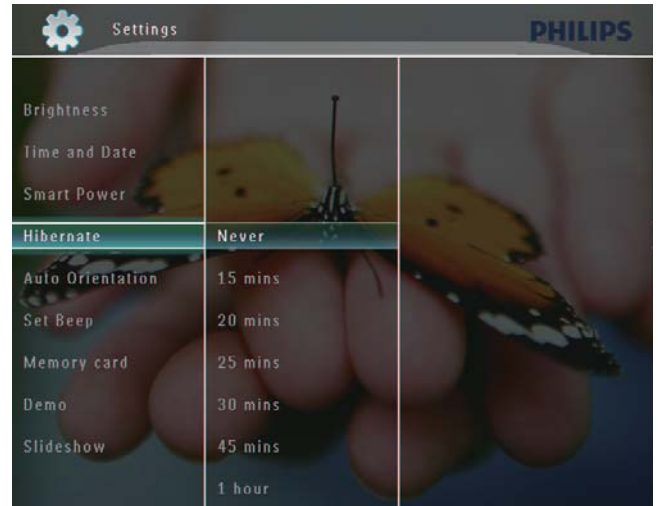 Settings
PHILIPS
Brightness
Time and Date
Smart Power
Hibernate
Never
Auto Orientation
15 mins
Set Beep
20 mins
Memory card
25 mins
Demo
30 mins
Slideshow
45 mins
1 hour